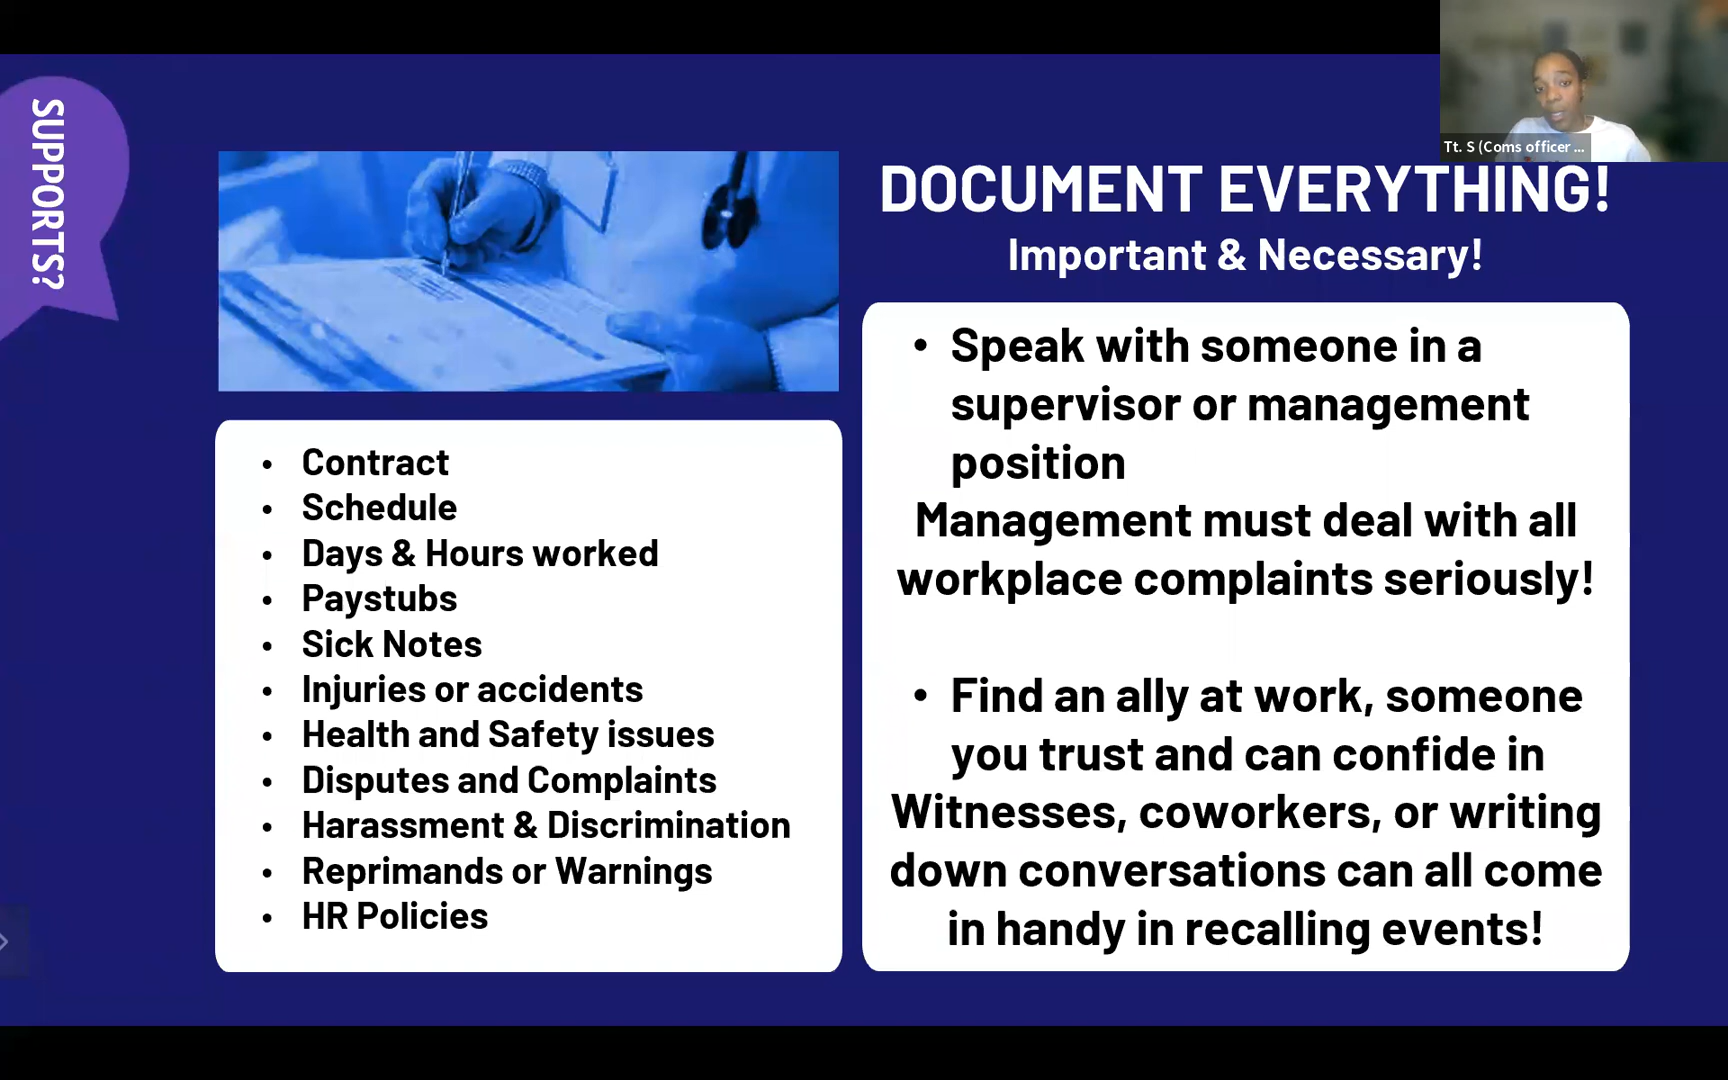 SUPPORTS?
Tt. S (Coms officer ...
DOCUMENT EVERYTHING!
Important & Necessary!
• Contract
• Schedule
• Days & Hours worked
• Paystubs
• Sick Notes
• Injuries or accidents
• Health and Safety issues
• Disputes and Complaints
• Harassment & Discrimination
• Reprimands or Warnings
• HR Policies
• Speak with someone in a
supervisor or management
position
Management must deal with all
workplace complaints seriously!
• Find an ally at work, someone
you trust and can confide in
Witnesses, coworkers, or writing
down conversations can all come
in handy in recalling events!